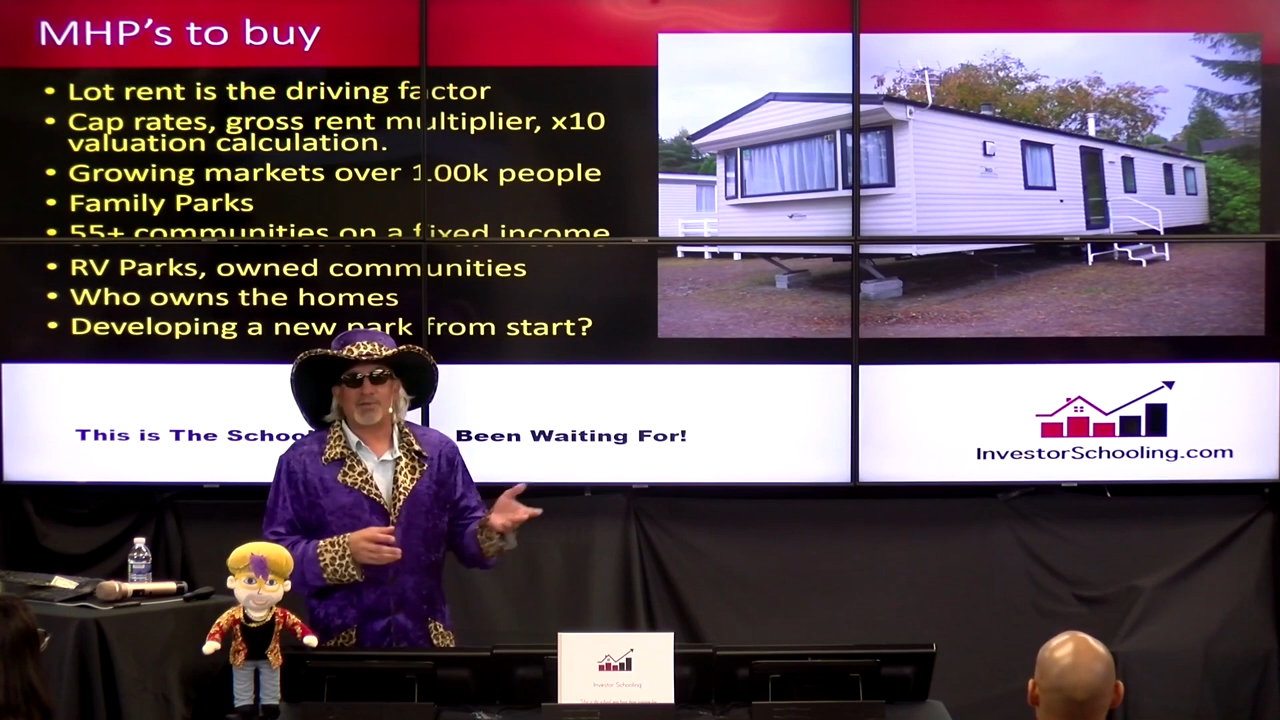 MHP's to buy
• Lot rent is the driving factor
• Cap rates, gross rent multiplier, x10
valuation calculation.
• Growing markets over 100k people
• Family Parks
• 55+ communities on a fixed income
• RV Parks, owned communities
• Who owns the homes
• Developing a new park from start?
This is The School Been Waiting For!
InvestorSchooling.com
Investor Schooling